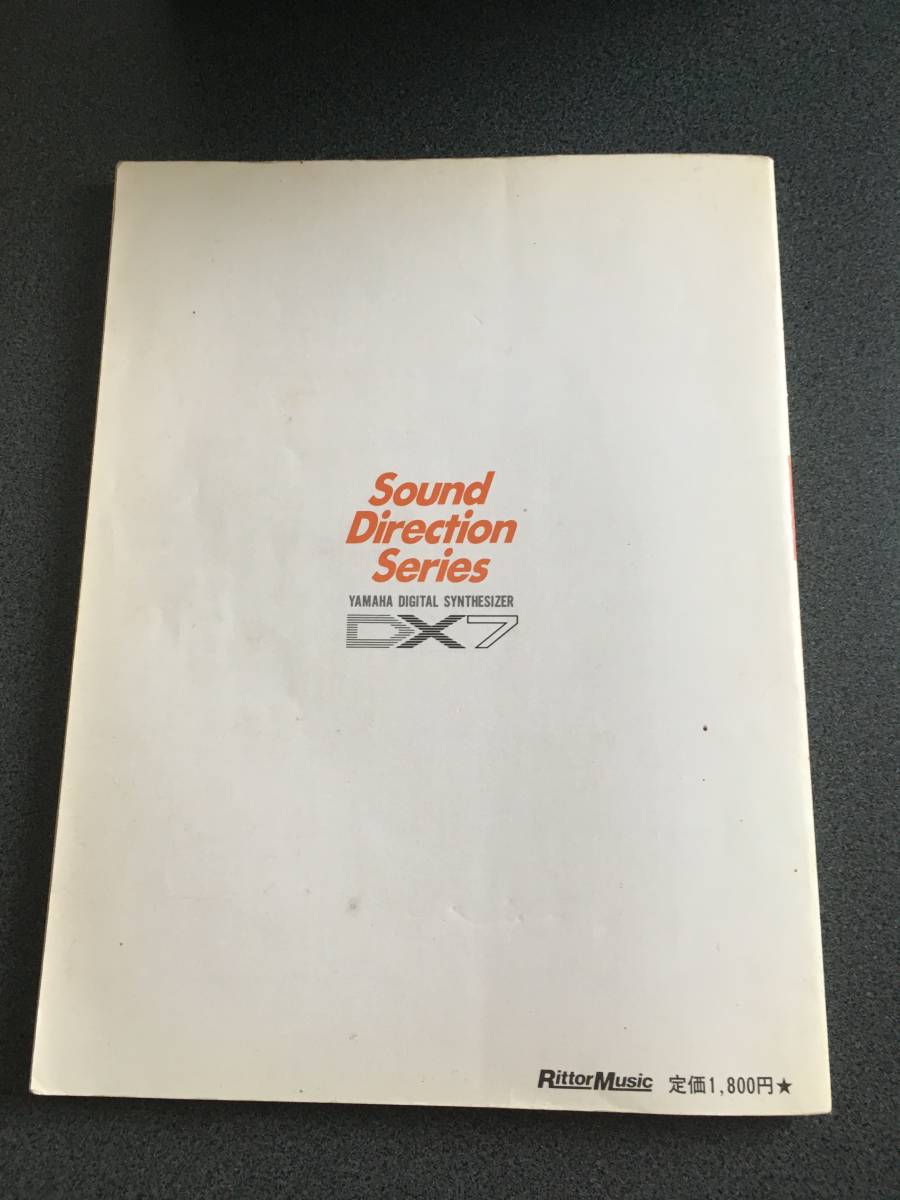 Sound
Direction
Series
YAMAHA DIGITAL SYNTHESIZER
DX7
RittorMusic 定価1,800円★